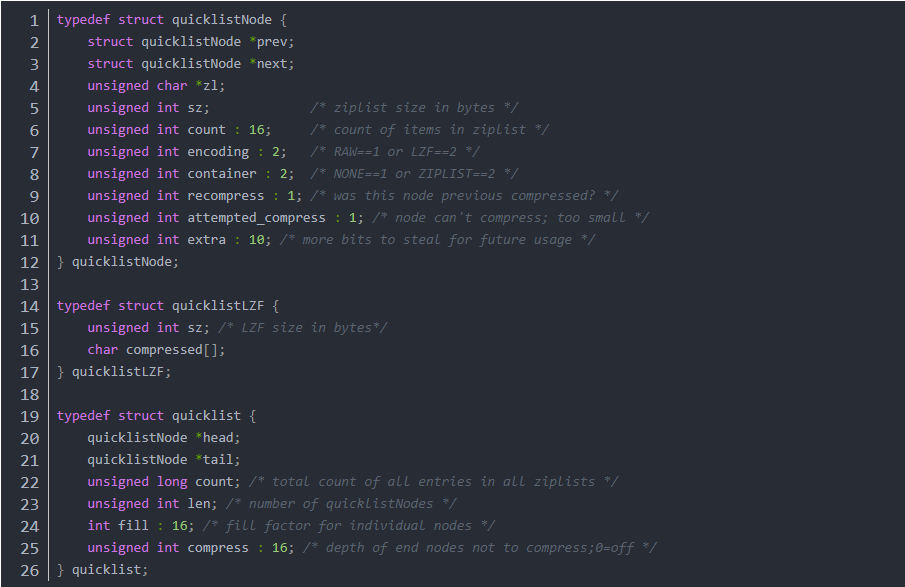 1 typedef struct quicklistNode {
2     struct quicklistNode *prev;
3     struct quicklistNode *next;
4     unsigned char *zl;
5     unsigned int sz;             /* ziplist size in bytes */
6     unsigned int count : 16;     /* count of items in ziplist */
7     unsigned int encoding : 2;   /* RAW==1 or LZF==2 */
8     unsigned int container : 2;  /* NONE==1 or ZIPLIST==2 */
9     unsigned int recompress : 1; /* was this node previous compressed? */
10     unsigned int attempted_compress : 1; /* node can't compress; too small */
11     unsigned int extra : 10; /* more bits to steal for future usage */
12 } quicklistNode;
13
14 typedef struct quicklistLZF {
15     unsigned int sz; /* LZF size in bytes*/
16     char compressed[];
17 } quicklistLZF;
18
19 typedef struct quicklist {
20     quicklistNode *head;
21     quicklistNode *tail;
22     unsigned long count; /* total count of all entries in all ziplists */
23     unsigned int len; /* number of quicklistNodes */
24     int fill : 16; /* fill factor for individual nodes */
25     unsigned int compress : 16; /* depth of end nodes not to compress;0=off */
26 } quicklist;